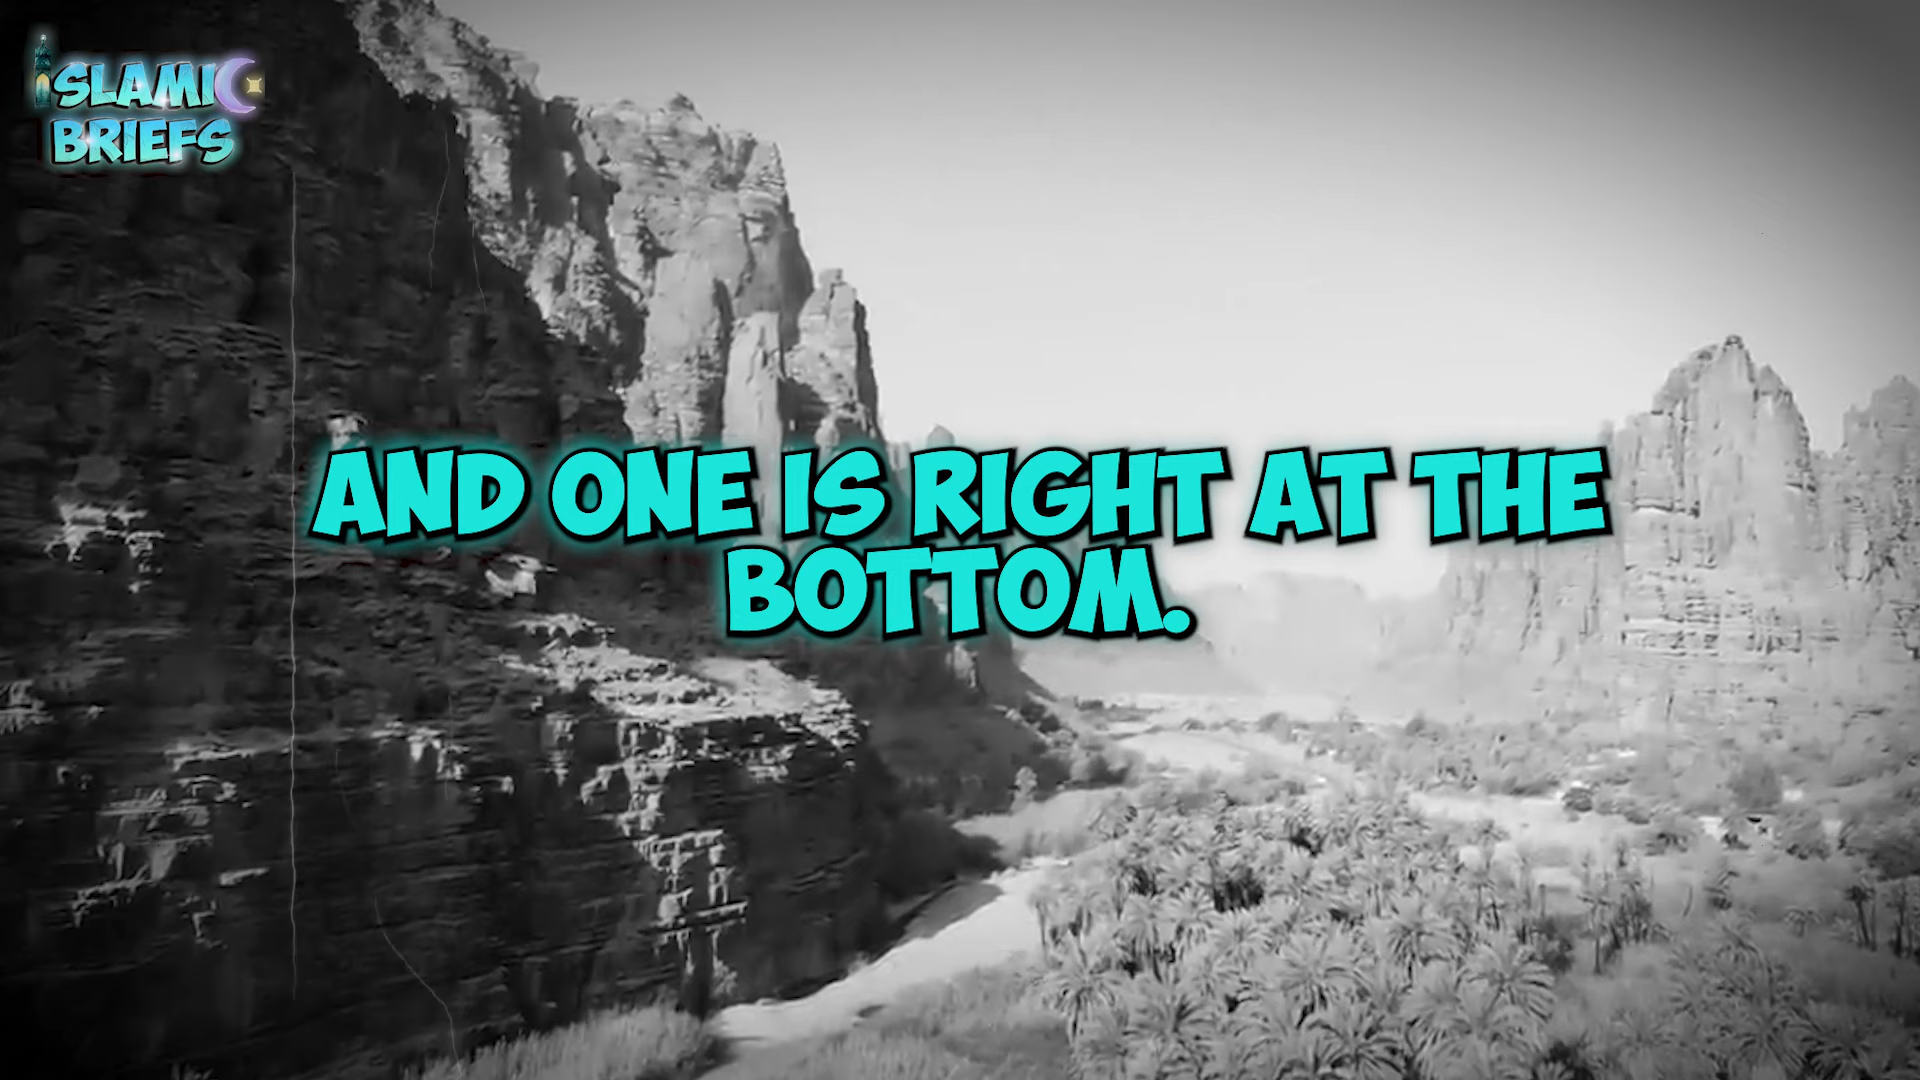 ISLAMIC
BRIEFS
AND ONE IS RIGHT AT THE
BOTTOM.